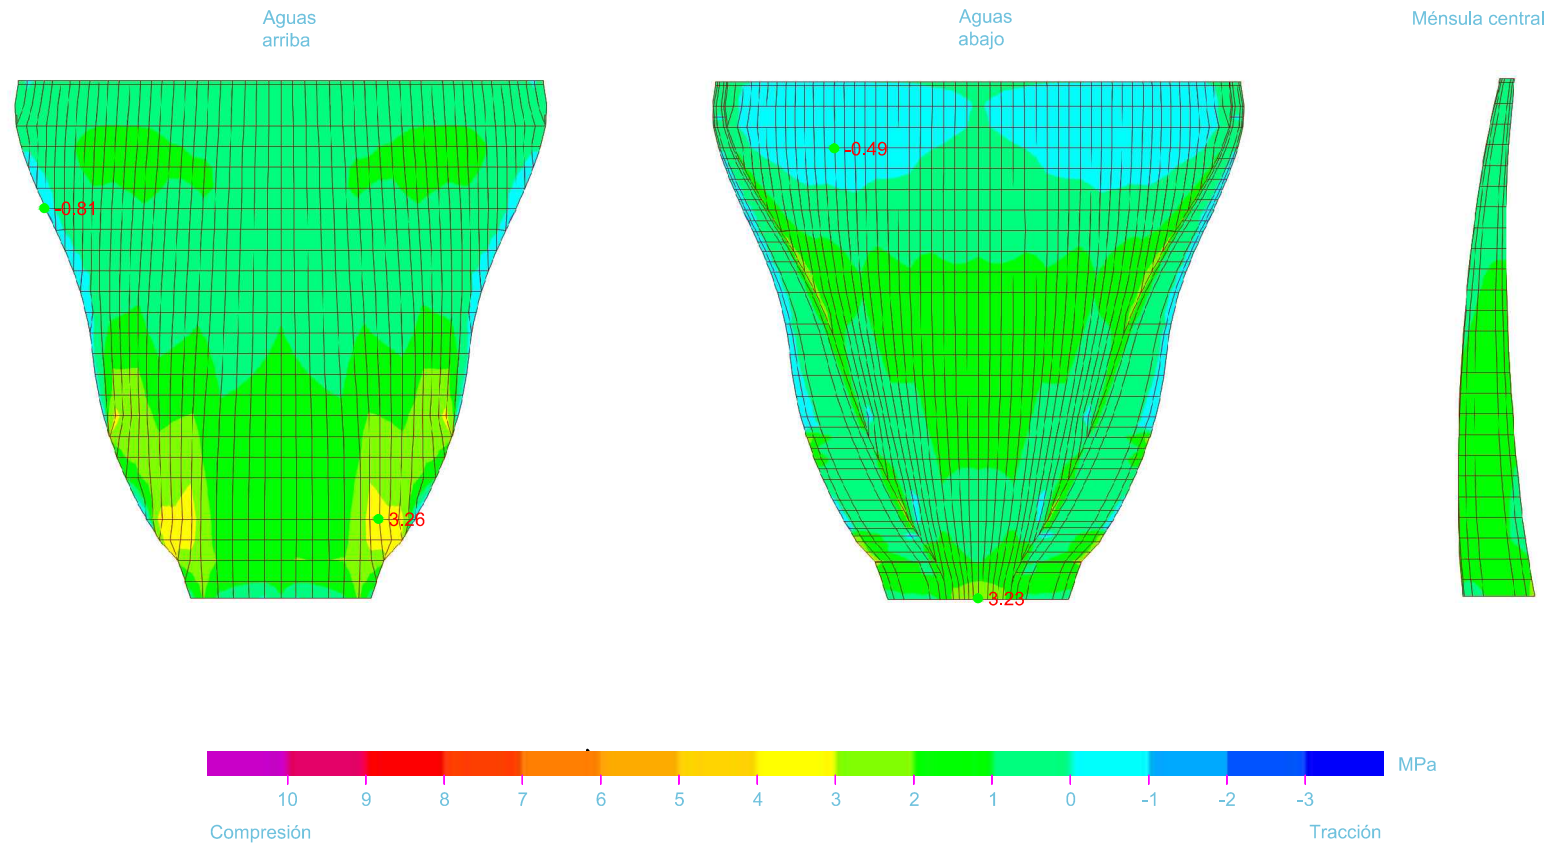 Aguas
arriba
Aguas
abajo
Ménsula central
-0.49
-0.81
3.26
3.23
MPa
10 9 8 7 6 5 4 3 2 1 0 -1 -2 -3
Compresión Tracción